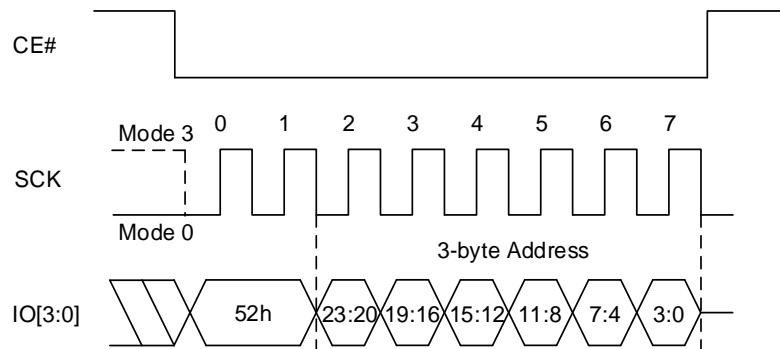 CE#
0 1 2 3 4 5 6 7
Mode 3
SCK
Mode 0
3-byte Address
IO[3:0] 52h 23:20 19:16 15:12 11:8 7:4 3:0